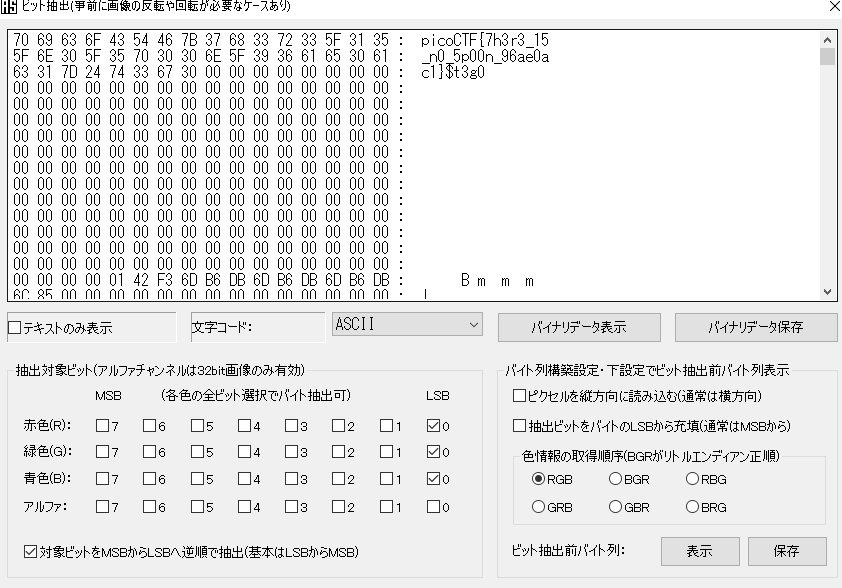 ビット抽出(事前に画像の反転や回転が必要なケースあり)
70 69 63 6F 43 54 46 7B 37 68 33 72 33 5F 31 35 : picoCTF{7h3r3_15
5F 6E 30 5F 35 70 30 30 6E 5F 39 36 61 65 30 61 : _n0_5p00n_96ae0a
63 31 7D 24 74 33 67 30 00 00 00 00 00 00 00 00 : c1}$t3g0
00 00 00 00 00 00 00 00 00 00 00 00 00 00 00 00 :
00 00 00 00 00 00 00 00 00 00 00 00 00 00 00 00 :
00 00 00 00 00 00 00 00 00 00 00 00 00 00 00 00 :
00 00 00 00 00 00 00 00 00 00 00 00 00 00 00 00 :
00 00 00 00 00 00 00 00 00 00 00 00 00 00 00 00 :
00 00 00 00 00 00 00 00 00 00 00 00 00 00 00 00 :
00 00 00 00 00 00 00 00 00 00 00 00 00 00 00 00 :
00 00 00 00 00 00 00 00 00 00 00 00 00 00 00 00 :
00 00 00 00 00 00 00 00 00 00 00 00 00 00 00 00 :
00 00 00 00 00 00 00 00 00 00 00 00 00 00 00 00 :
00 00 00 00 00 00 00 00 00 00 00 00 00 00 00 00 :
00 00 00 00 00 00 00 00 00 00 00 00 00 00 00 00 :
00 00 00 00 01 42 F3 6D B6 DB 6D B6 DB 6D B6 DB : B m m m
6C 85 00 00 00 00 00 00 00 00 00 00 00 00 00 00 : l
テキストのみ表示 文字コード: ASCII バイナリデータ表示 バイナリデータ保存
抽出対象ビット(アルファチャンネルは32bit画像のみ有効)
MSB (各色の全ビット選択でバイト抽出可) LSB
赤色(R): 7 6 5 4 3 2 1 0
緑色(G): 7 6 5 4 3 2 1 0
青色(B): 7 6 5 4 3 2 1 0
アルファ: 7 6 5 4 3 2 1 0
対象ビットをMSBからLSBへ逆順で抽出(基本はLSBからMSB)
バイト列構築設定・下設定でビット抽出前バイト列表示
ピクセルを縦方向に読み込む(通常は横方向)
抽出ビットをバイトのLSBから充填(通常はMSBから)
色情報の取得順序(BGRがリトルエンディアン正順)
RGB BGR RBG
GRB GBR BRG
ビット抽出前バイト列: 表示 保存